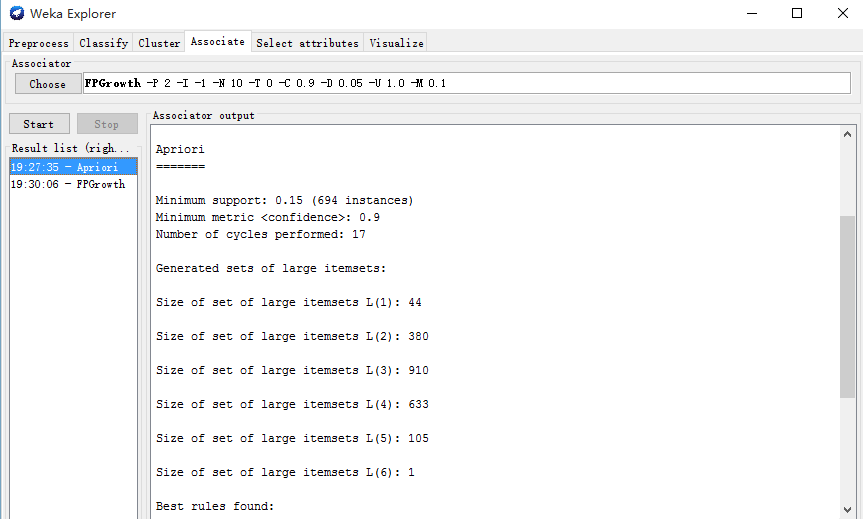 Weka Explorer
Preprocess Classify Cluster Associate Select attributes Visualize
Associator
Choose FPGrowth -P 2 -I -1 -N 10 -T 0 -C 0.9 -D 0.05 -U 1.0 -M 0.1
Start Stop
Result list (righ...
19:27:35 - Apriori
19:30:06 - FPGrowth
Associator output
Apriori
=======
Minimum support: 0.15 (694 instances)
Minimum metric <confidence>: 0.9
Number of cycles performed: 17
Generated sets of large itemsets:
Size of set of large itemsets L(1): 44
Size of set of large itemsets L(2): 380
Size of set of large itemsets L(3): 910
Size of set of large itemsets L(4): 633
Size of set of large itemsets L(5): 105
Size of set of large itemsets L(6): 1
Best rules found: